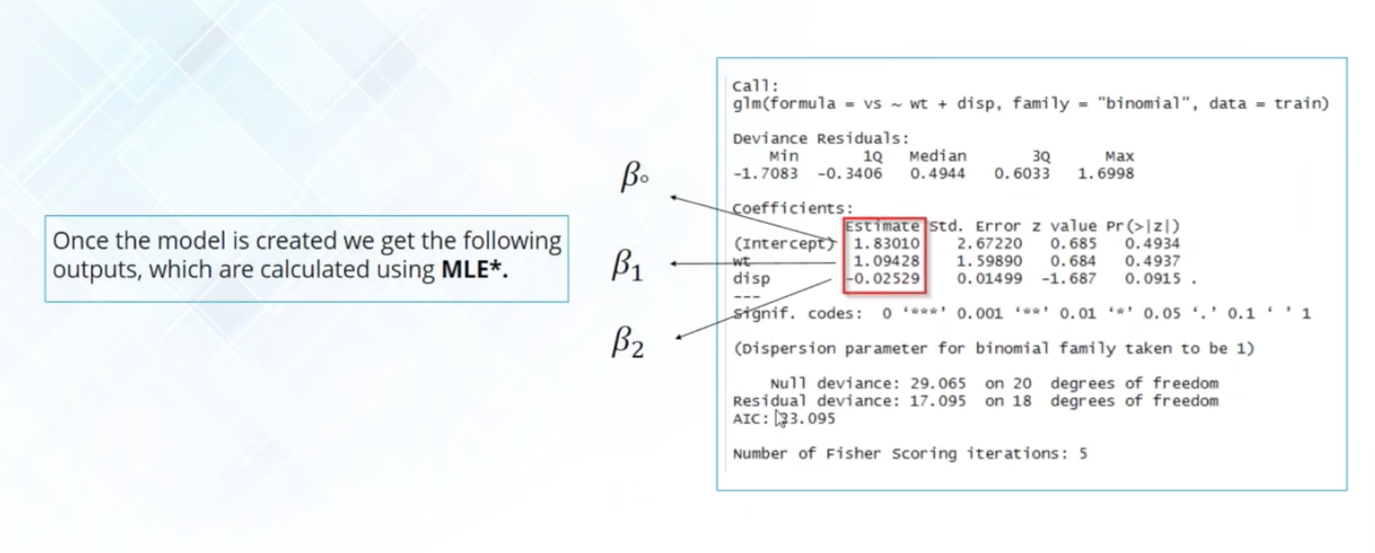 Once the model is created we get the following
outputs, which are calculated using MLE*.
β₀
β₁
β₂
Call:
glm(formula = vs ~ wt + disp, family = "binomial", data = train)
Deviance Residuals:
Min 1Q Median 3Q Max
-1.7083 -0.3406 0.4944 0.6033 1.6998
Coefficients:
Estimate Std. Error z value Pr(>|z|)
(Intercept) 1.83010 2.67220 0.685 0.4934
wt 1.09428 1.59890 0.684 0.4937
disp -0.02529 0.01499 -1.687 0.0915 .
---
Signif. codes: 0 ‘***’ 0.001 ‘**’ 0.01 ‘*’ 0.05 ‘.’ 0.1 ‘ ’ 1
(Dispersion parameter for binomial family taken to be 1)
Null deviance: 29.065 on 20 degrees of freedom
Residual deviance: 17.095 on 18 degrees of freedom
AIC: 23.095
Number of Fisher Scoring iterations: 5